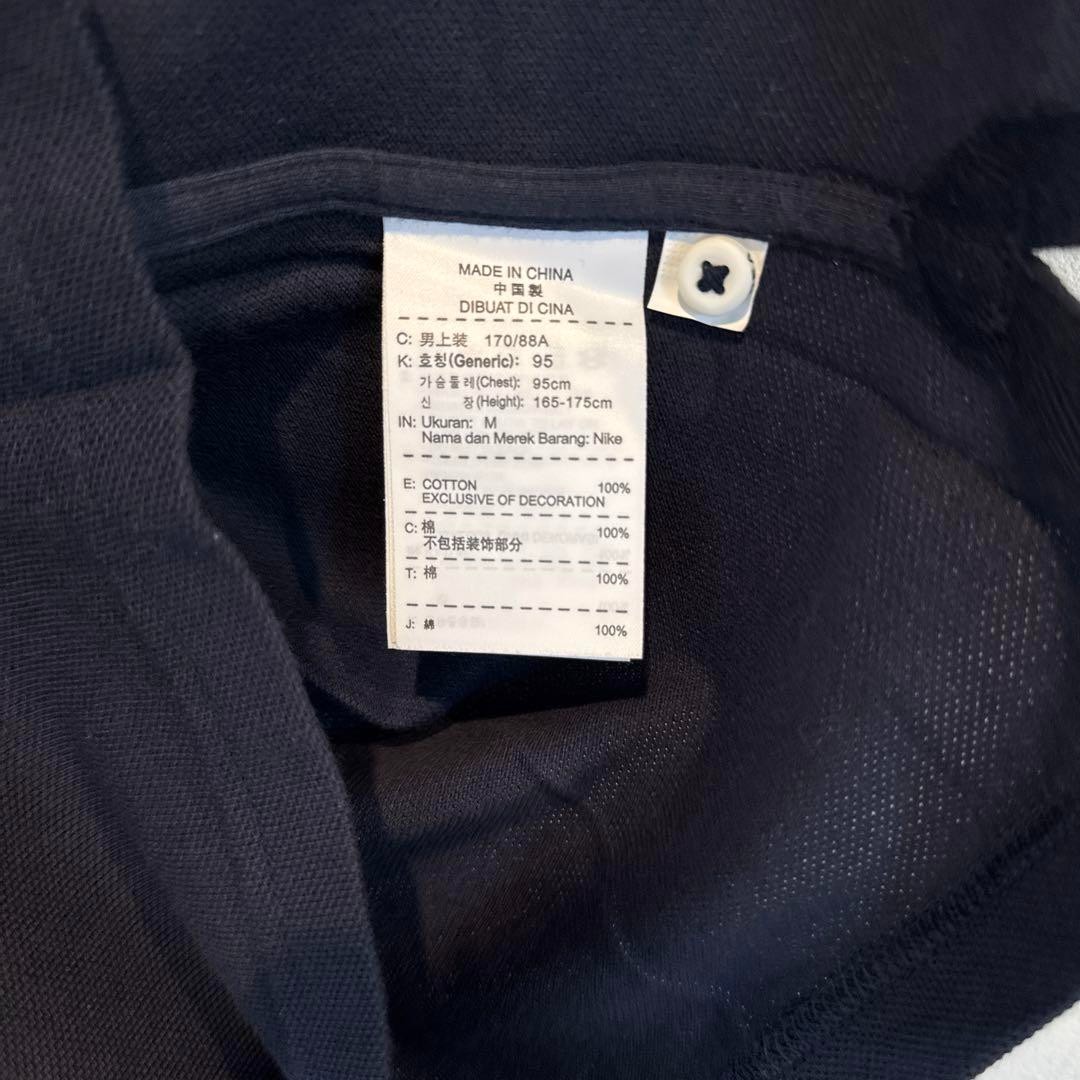 MADE IN CHINA
中国製
DIBUAT DI CINA
C: 男上装 170/88A
K: 호칭(Generic): 95
가슴둘레(Chest): 95cm
신 장(Height): 165-175cm
IN: Ukuran: M
Nama dan Merek Barang: Nike
E: COTTON 100%
EXCLUSIVE OF DECORATION
C: 棉 100%
不包括装饰部分
T: 棉 100%
J: 綿 100%